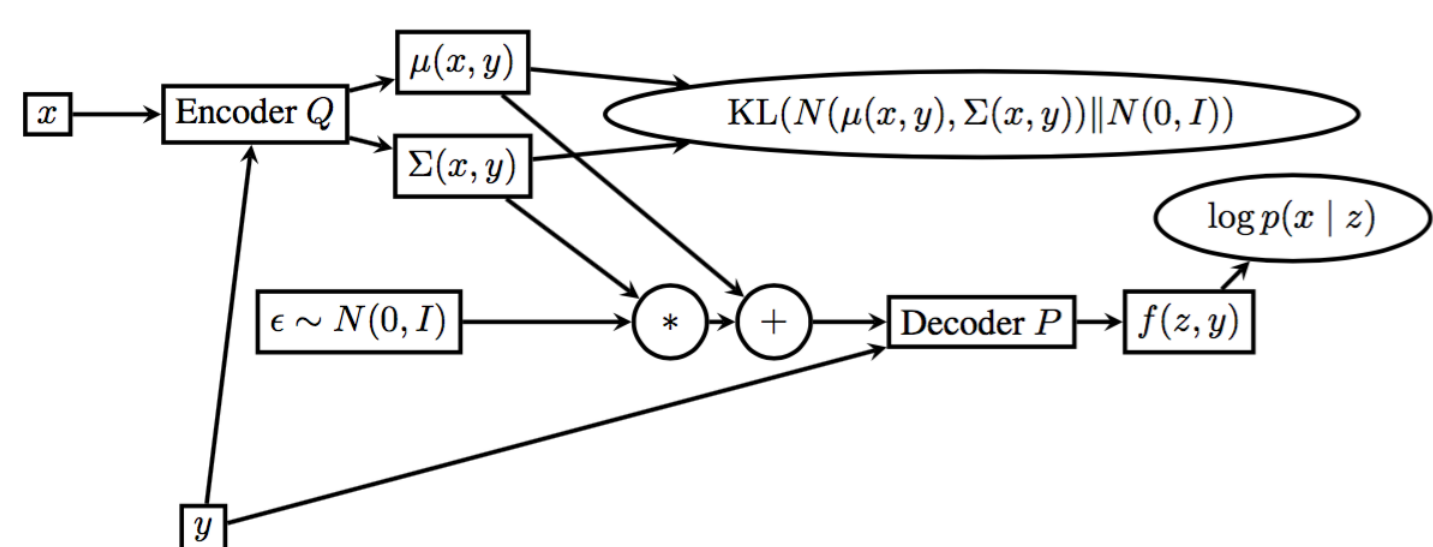 μ(x, y)
x
Encoder Q
KL(N(μ(x, y), Σ(x, y))‖N(0, I))
Σ(x, y)
log p(x | z)
ϵ ∼ N(0, I)
*
+
Decoder P
f(z, y)
y